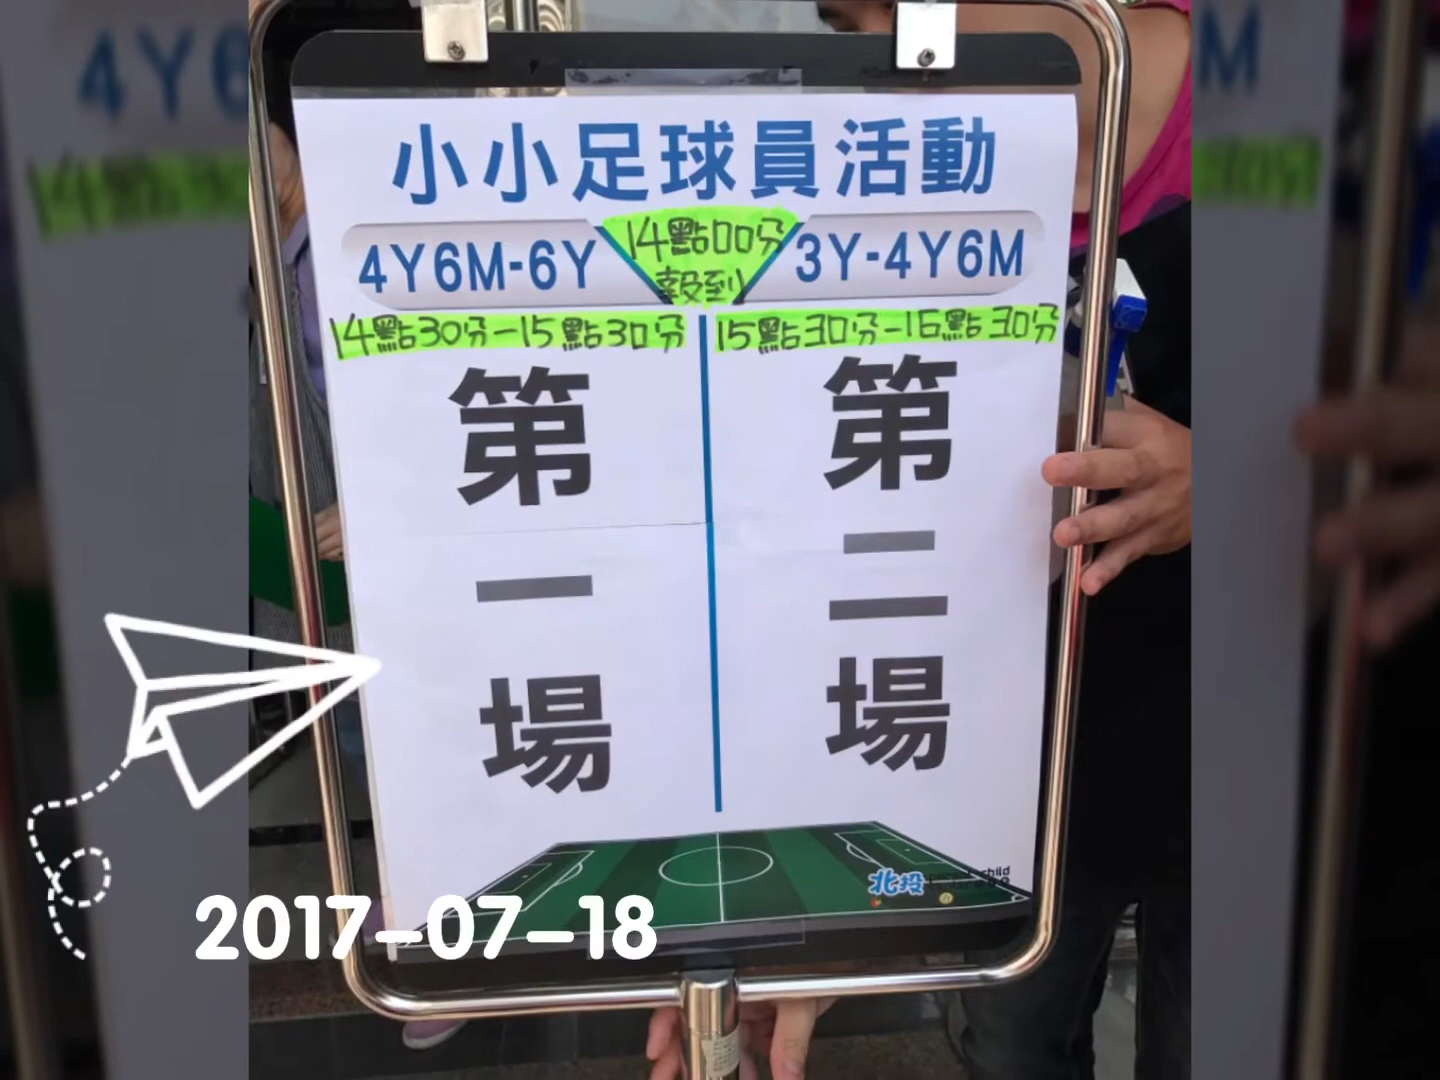 小小足球員活動
4Y6M-6Y
14點00分
報到
3Y-4Y6M
14點30分-15點30分
15點30分-16點30分
第一場
第二場
北投
child
2017-07-18